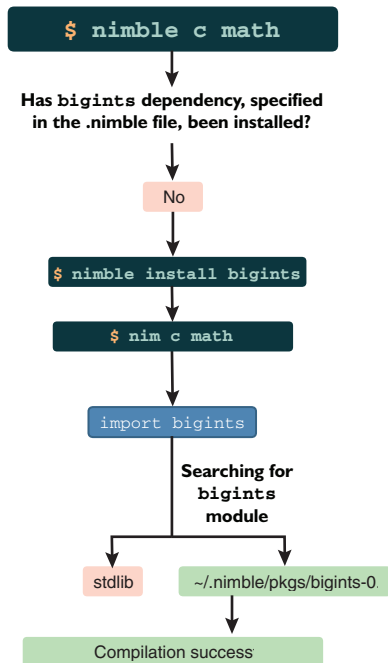 $ nimble c math
Has bigints dependency, specified
in the .nimble file, been installed?
No
$ nimble install bigints
$ nim c math
import bigints
Searching for
bigints
module
stdlib
~/.nimble/pkgs/bigints-0.
Compilation success